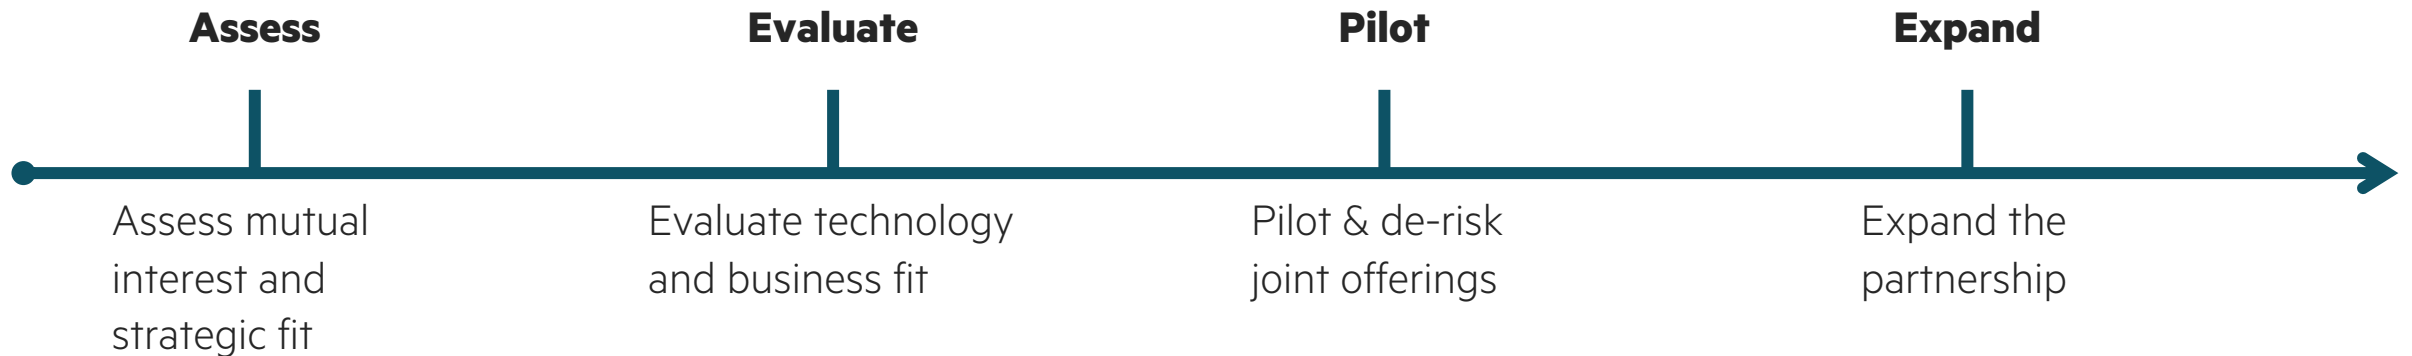 Assess
Evaluate
Pilot
Expand
Assess mutual
interest and
strategic fit
Evaluate technology
and business fit
Pilot & de-risk
joint offerings
Expand the
partnership